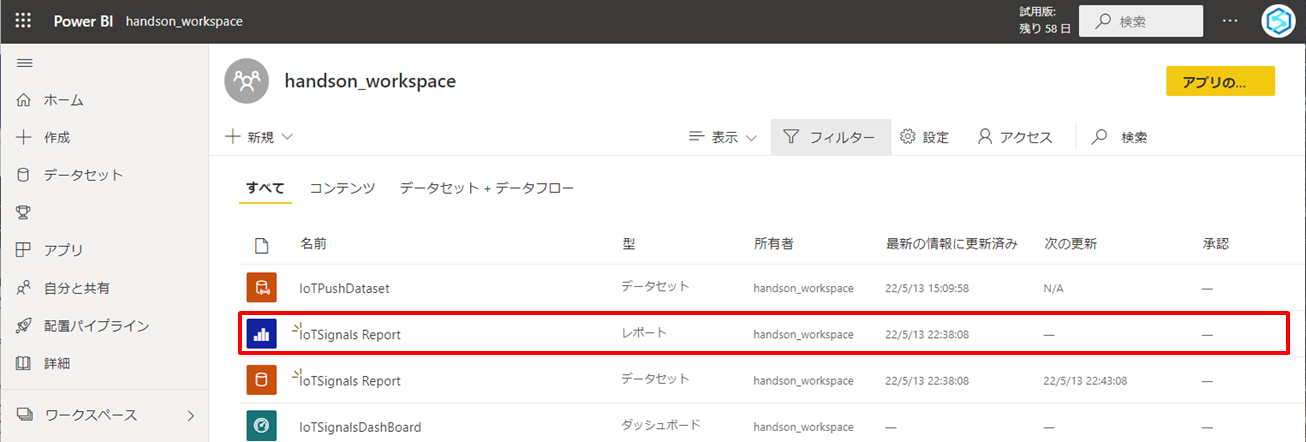 Power BI handson_workspace
試用版:
残り 58 日
検索
ホーム
作成
データセット
アプリ
自分と共有
配置パイプライン
詳細
ワークスペース
handson_workspace
アプリの...
新規
表示
フィルター
設定
アクセス
検索
すべて コンテンツ データセット + データフロー
名前 型 所有者 最新の情報に更新済み 次の更新 承認
IoTPushDataset データセット handson_workspace 22/5/13 15:09:58 N/A —
IoTSignals Report レポート handson_workspace 22/5/13 22:38:08 — —
IoTSignals Report データセット handson_workspace 22/5/13 22:38:08 22/5/13 22:43:08 —
IoTSignalsDashBoard ダッシュボード handson_workspace — — —